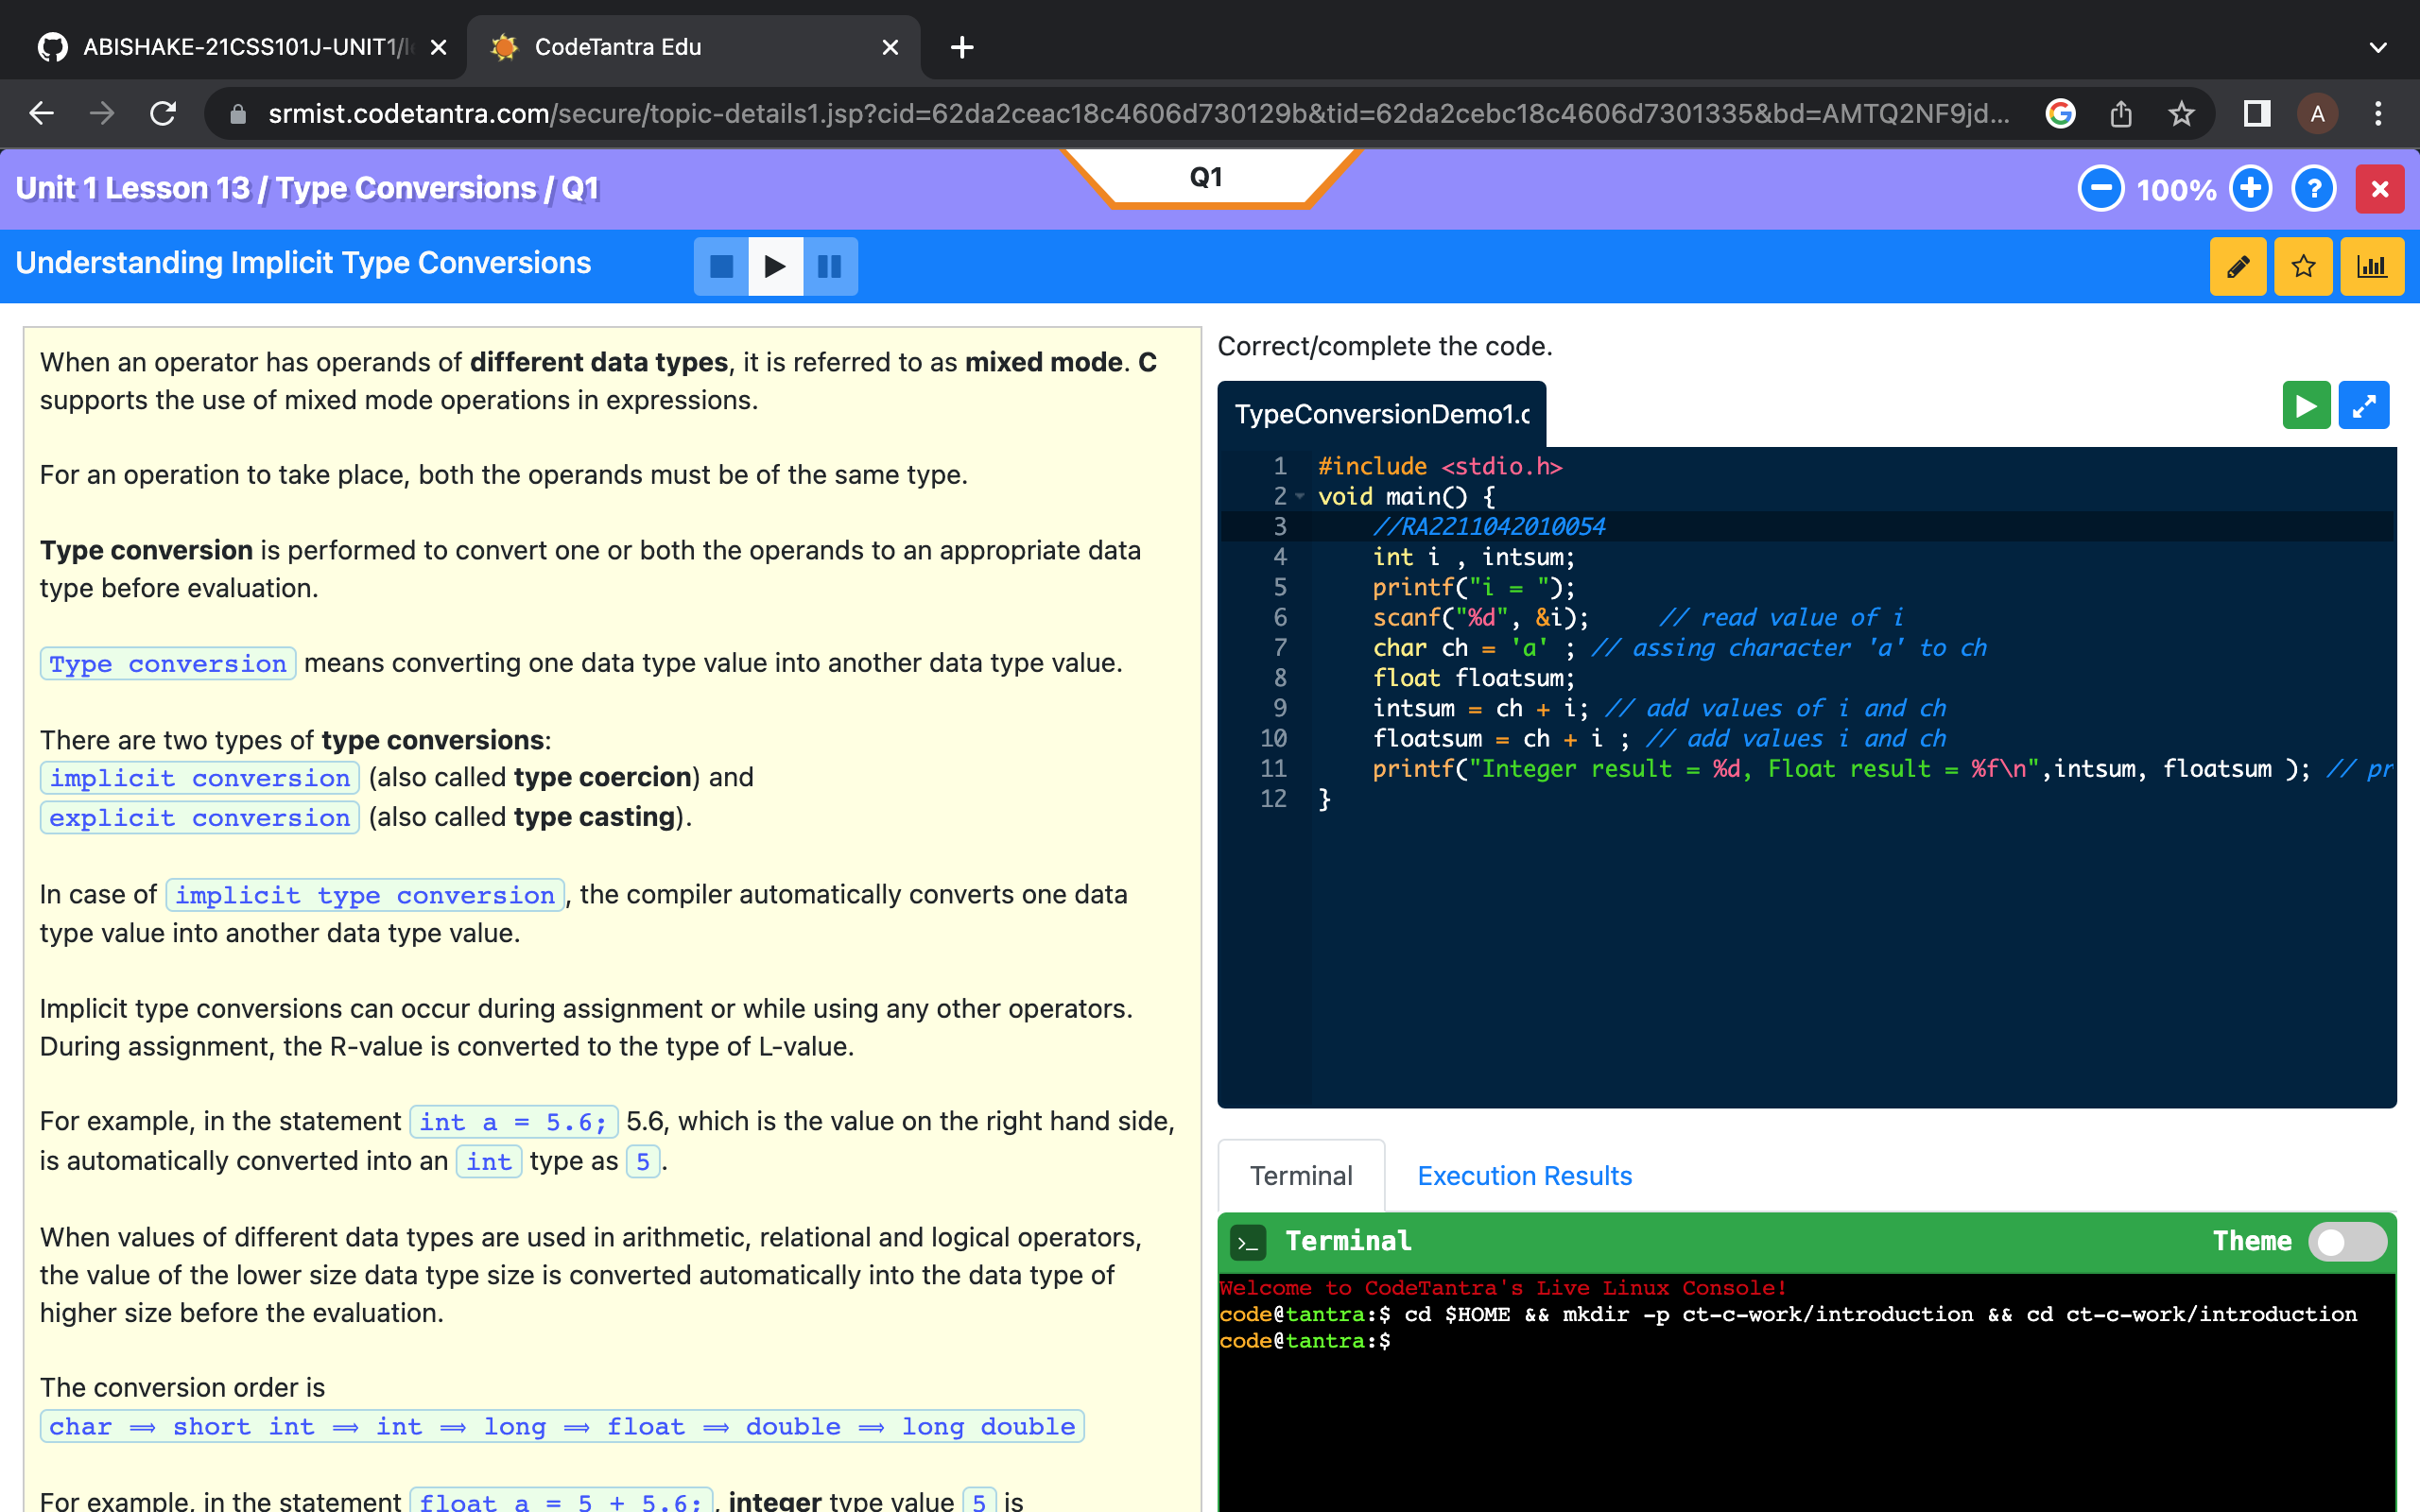 ABISHAKE-21CSS101J-UNIT1/l
CodeTantra Edu
srmist.codetantra.com/secure/topic-details1.jsp?cid=62da2ceac18c4606d730129b&tid=62da2cebc18c4606d7301335&bd=AMTQ2NF9jd...
A
Unit 1 Lesson 13 / Type Conversions / Q1
Q1
100%
Understanding Implicit Type Conversions
When an operator has operands of different data types, it is referred to as mixed mode. C
supports the use of mixed mode operations in expressions.
For an operation to take place, both the operands must be of the same type.
Type conversion is performed to convert one or both the operands to an appropriate data
type before evaluation.
Type conversion means converting one data type value into another data type value.
There are two types of type conversions:
implicit conversion (also called type coercion) and
explicit conversion (also called type casting).
In case of implicit type conversion, the compiler automatically converts one data
type value into another data type value.
Implicit type conversions can occur during assignment or while using any other operators.
During assignment, the R-value is converted to the type of L-value.
For example, in the statement int a = 5.6; 5.6, which is the value on the right hand side,
is automatically converted into an int type as 5.
When values of different data types are used in arithmetic, relational and logical operators,
the value of the lower size data type size is converted automatically into the data type of
higher size before the evaluation.
The conversion order is
char ⟹ short int ⟹ int ⟹ long ⟹ float ⟹ double ⟹ long double
For example, in the statement float a = 5 + 5.6;, integer type value 5 is
Correct/complete the code.
TypeConversionDemo1.c
1 #include <stdio.h>
2 void main() {
3 //RA2211042010054
4 int i , intsum;
5 printf("i = ");
6 scanf("%d", &i); // read value of i
7 char ch = 'a' ; // assing character 'a' to ch
8 float floatsum;
9 intsum = ch + i; // add values of i and ch
10 floatsum = ch + i ; // add values i and ch
11 printf("Integer result = %d, Float result = %f\n",intsum, floatsum ); // pr
12 }
Terminal
Execution Results
Terminal
Theme
Welcome to CodeTantra's Live Linux Console!
code@tantra:$ cd $HOME && mkdir -p ct-c-work/introduction && cd ct-c-work/introduction
code@tantra:$